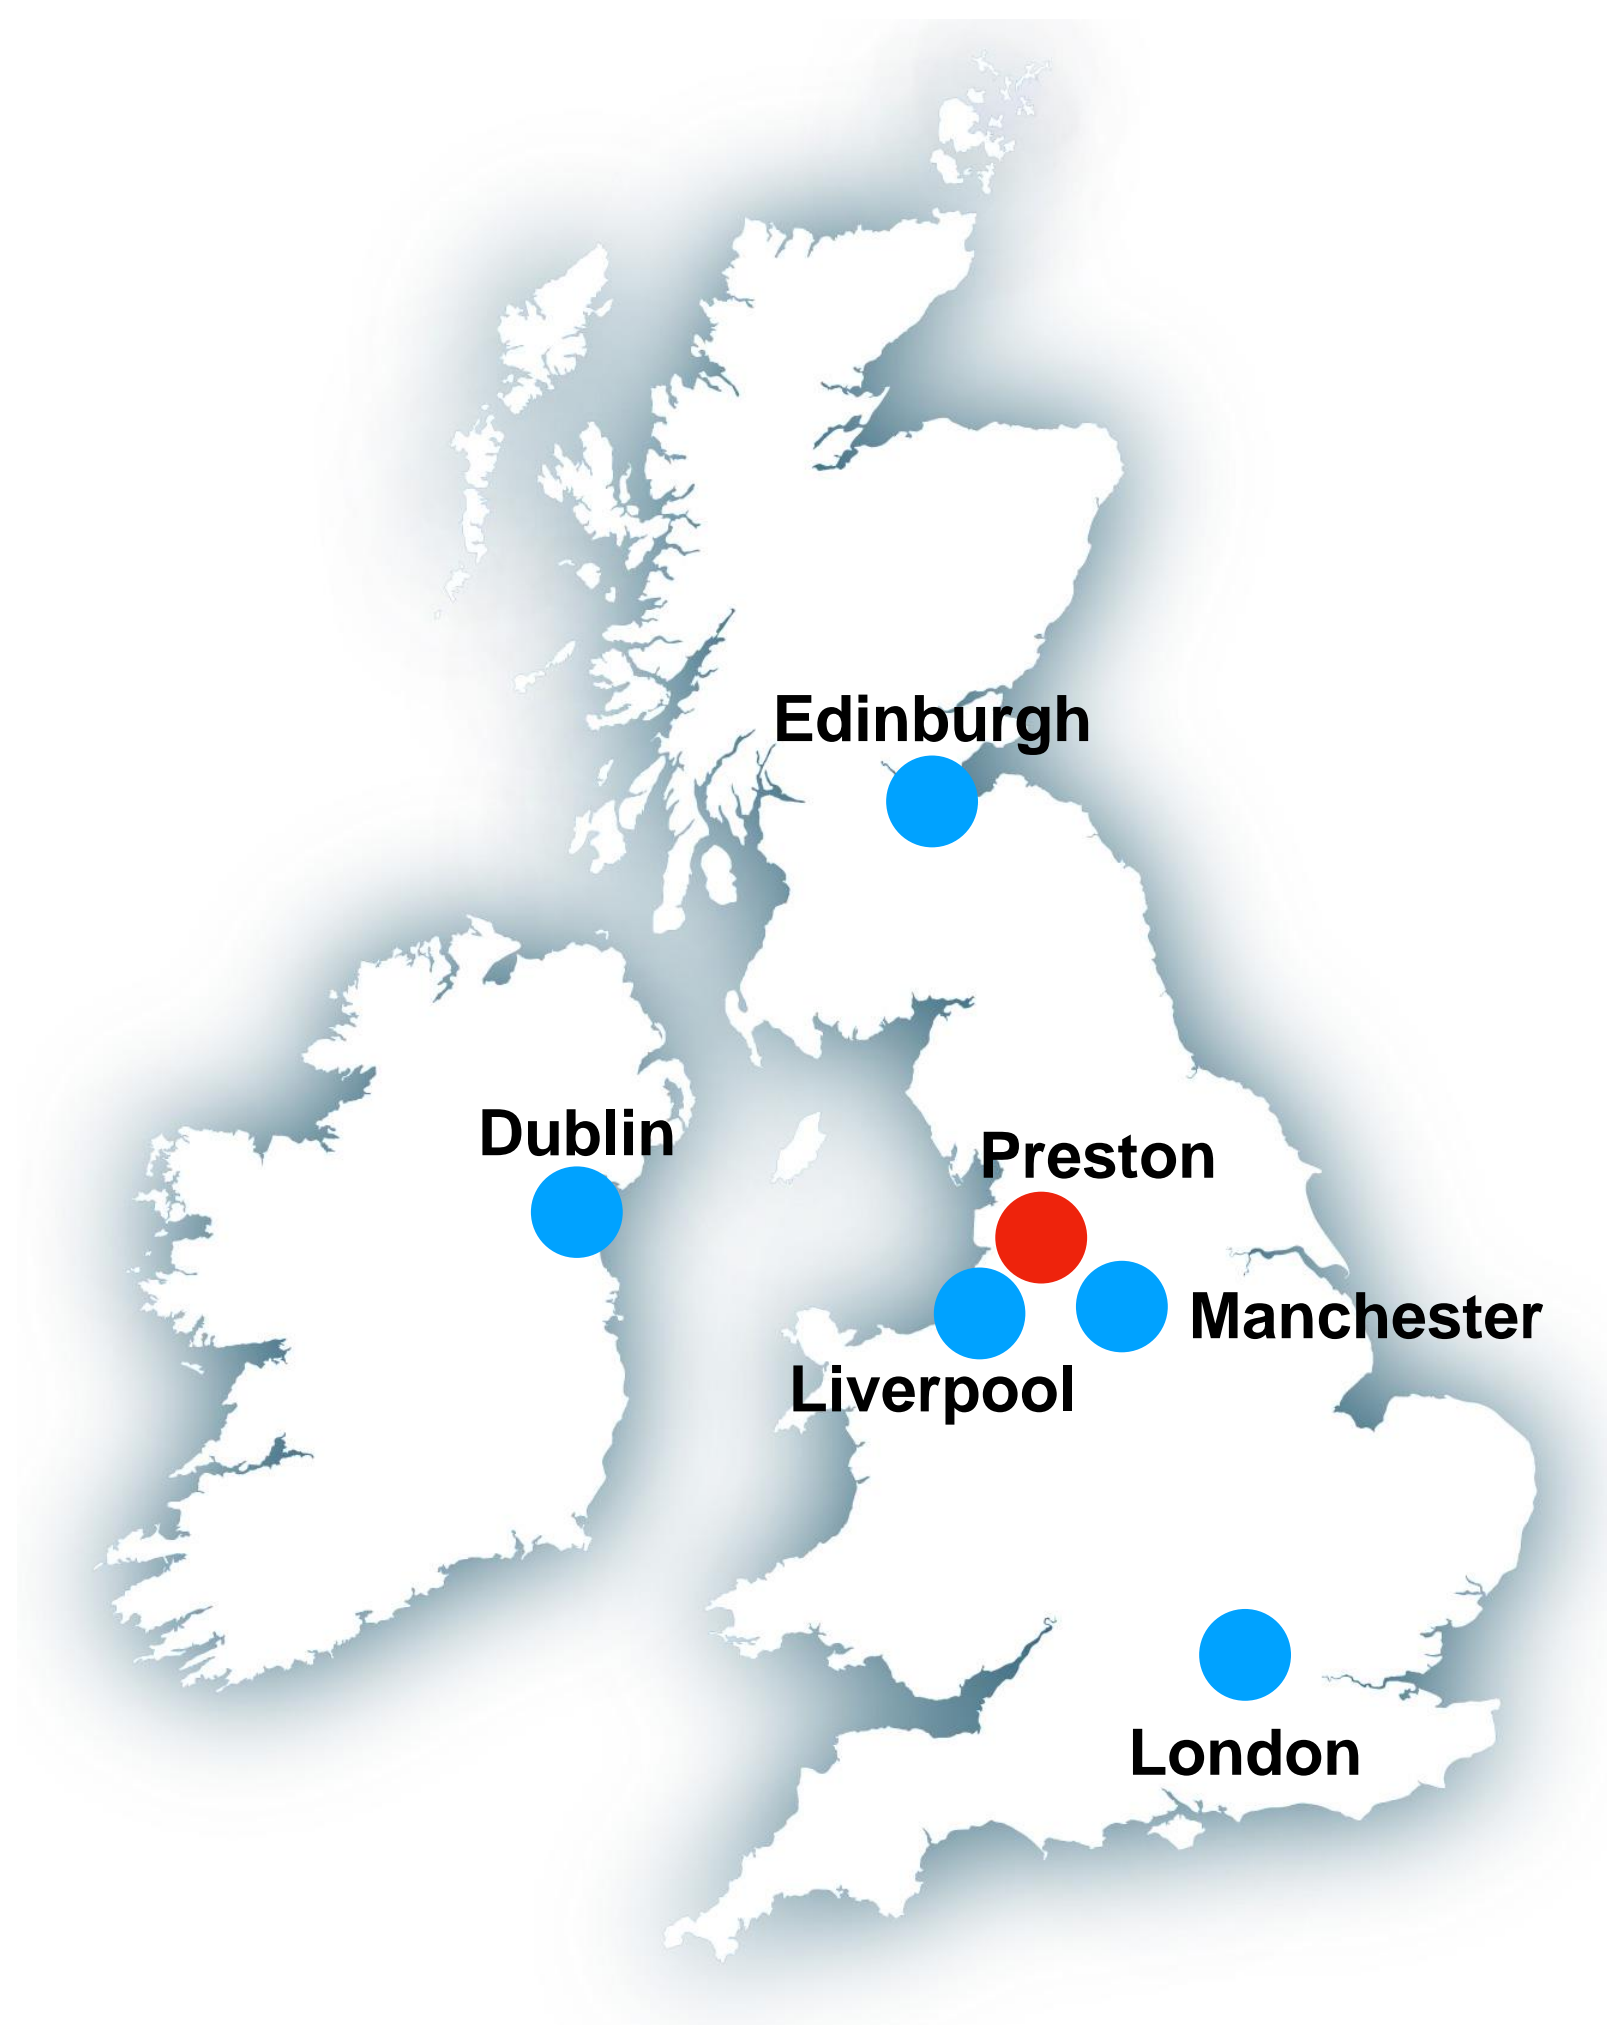 Edinburgh
Dublin
Preston
Manchester
Liverpool
London